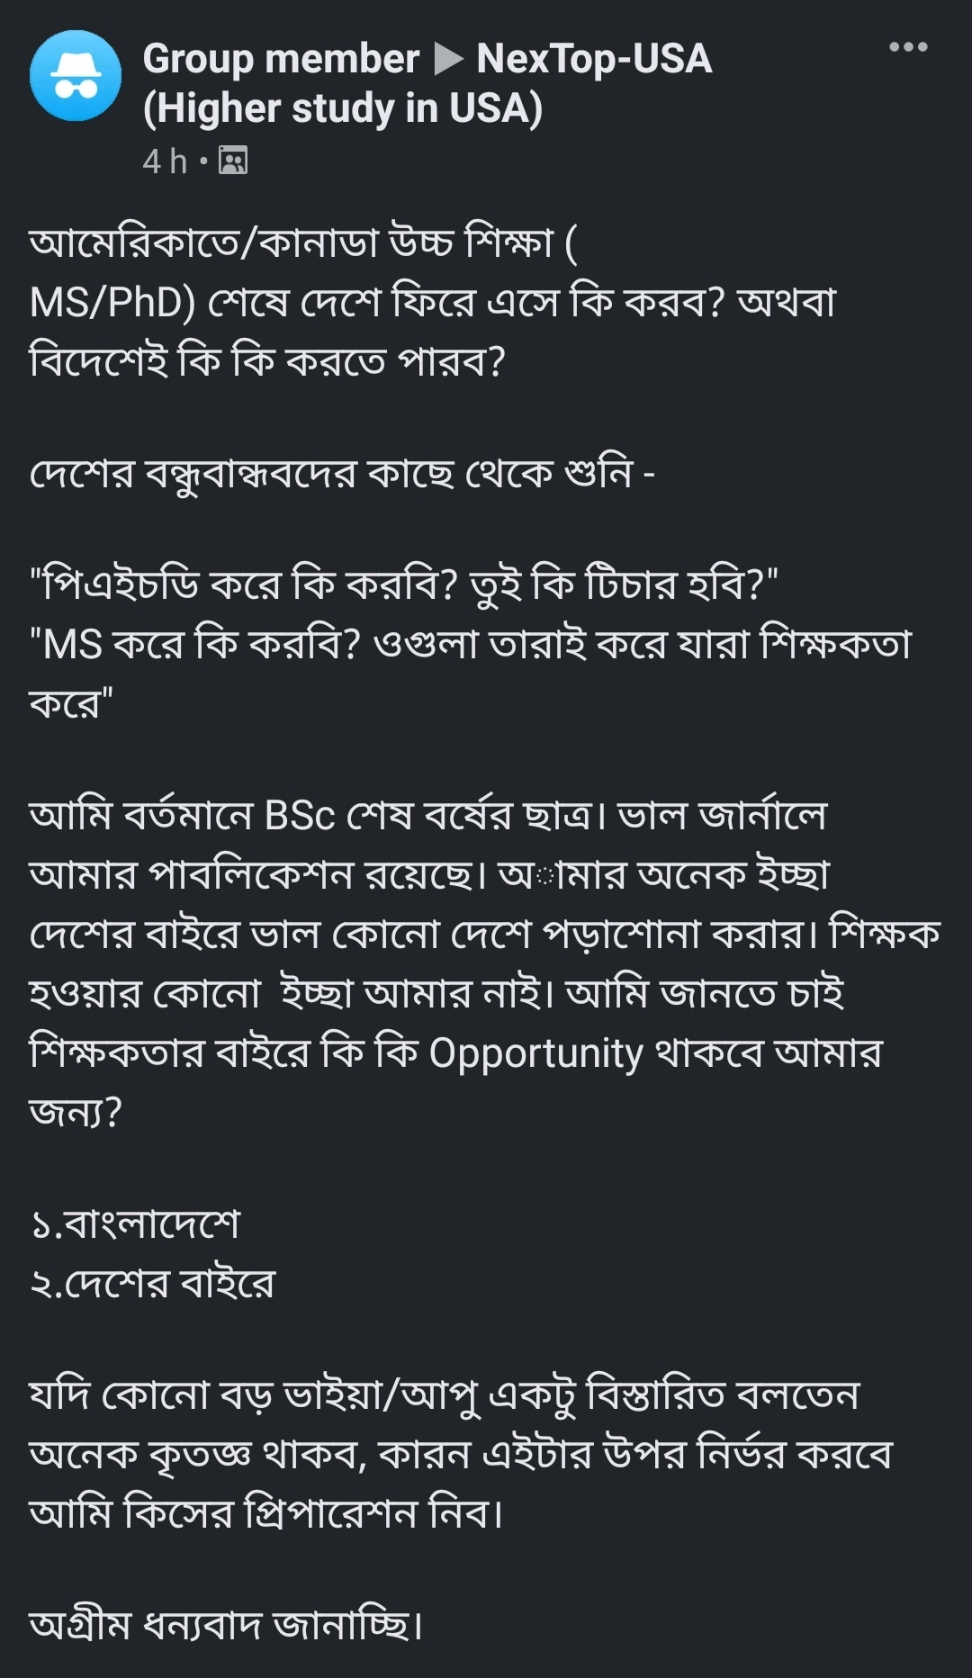 Group member ▶ NexTop-USA
(Higher study in USA)
4 h •
আমেরিকাতে/কানাডা উচ্চ শিক্ষা (
MS/PhD) শেষে দেশে ফিরে এসে কি করব? অথবা
বিদেশেই কি কি করতে পারব?
দেশের বন্ধুবান্ধবদের কাছে থেকে শুনি -
"পিএইচডি করে কি করবি? তুই কি টিচার হবি?"
"MS করে কি করবি? ওগুলা তারাই করে যারা শিক্ষকতা
করে"
আমি বর্তমানে BSc শেষ বর্ষের ছাত্র। ভাল জার্নালে
আমার পাবলিকেশন রয়েছে। অামার অনেক ইচ্ছা
দেশের বাইরে ভাল কোনো দেশে পড়াশোনা করার। শিক্ষক
হওয়ার কোনো  ইচ্ছা আমার নাই। আমি জানতে চাই
শিক্ষকতার বাইরে কি কি Opportunity থাকবে আমার
জন্য?
১.বাংলাদেশে
২.দেশের বাইরে
যদি কোনো বড় ভাইয়া/আপু একটু বিস্তারিত বলতেন
অনেক কৃতজ্ঞ থাকব, কারন এইটার উপর নির্ভর করবে
আমি কিসের প্রিপারেশন নিব।
অগ্রীম ধন্যবাদ জানাচ্ছি।